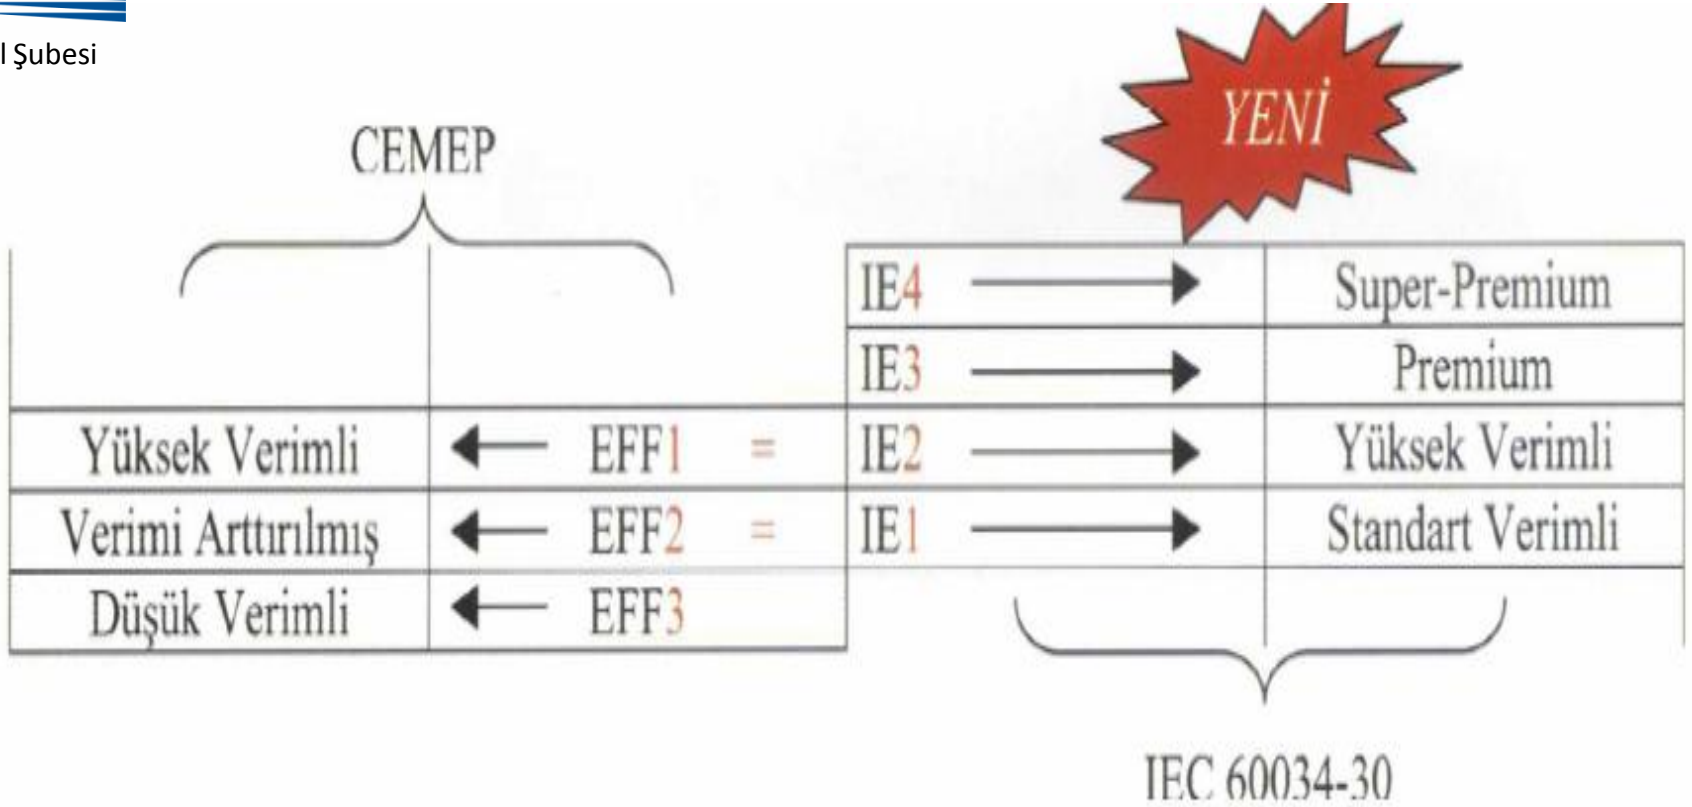 l Şubesi
YENİ
CEMEP
IE4 Super-Premium
IE3 Premium
Yüksek Verimli EFF1 = IE2 Yüksek Verimli
Verimi Arttırılmış EFF2 = IE1 Standart Verimli
Düşük Verimli EFF3
IEC 60034-30